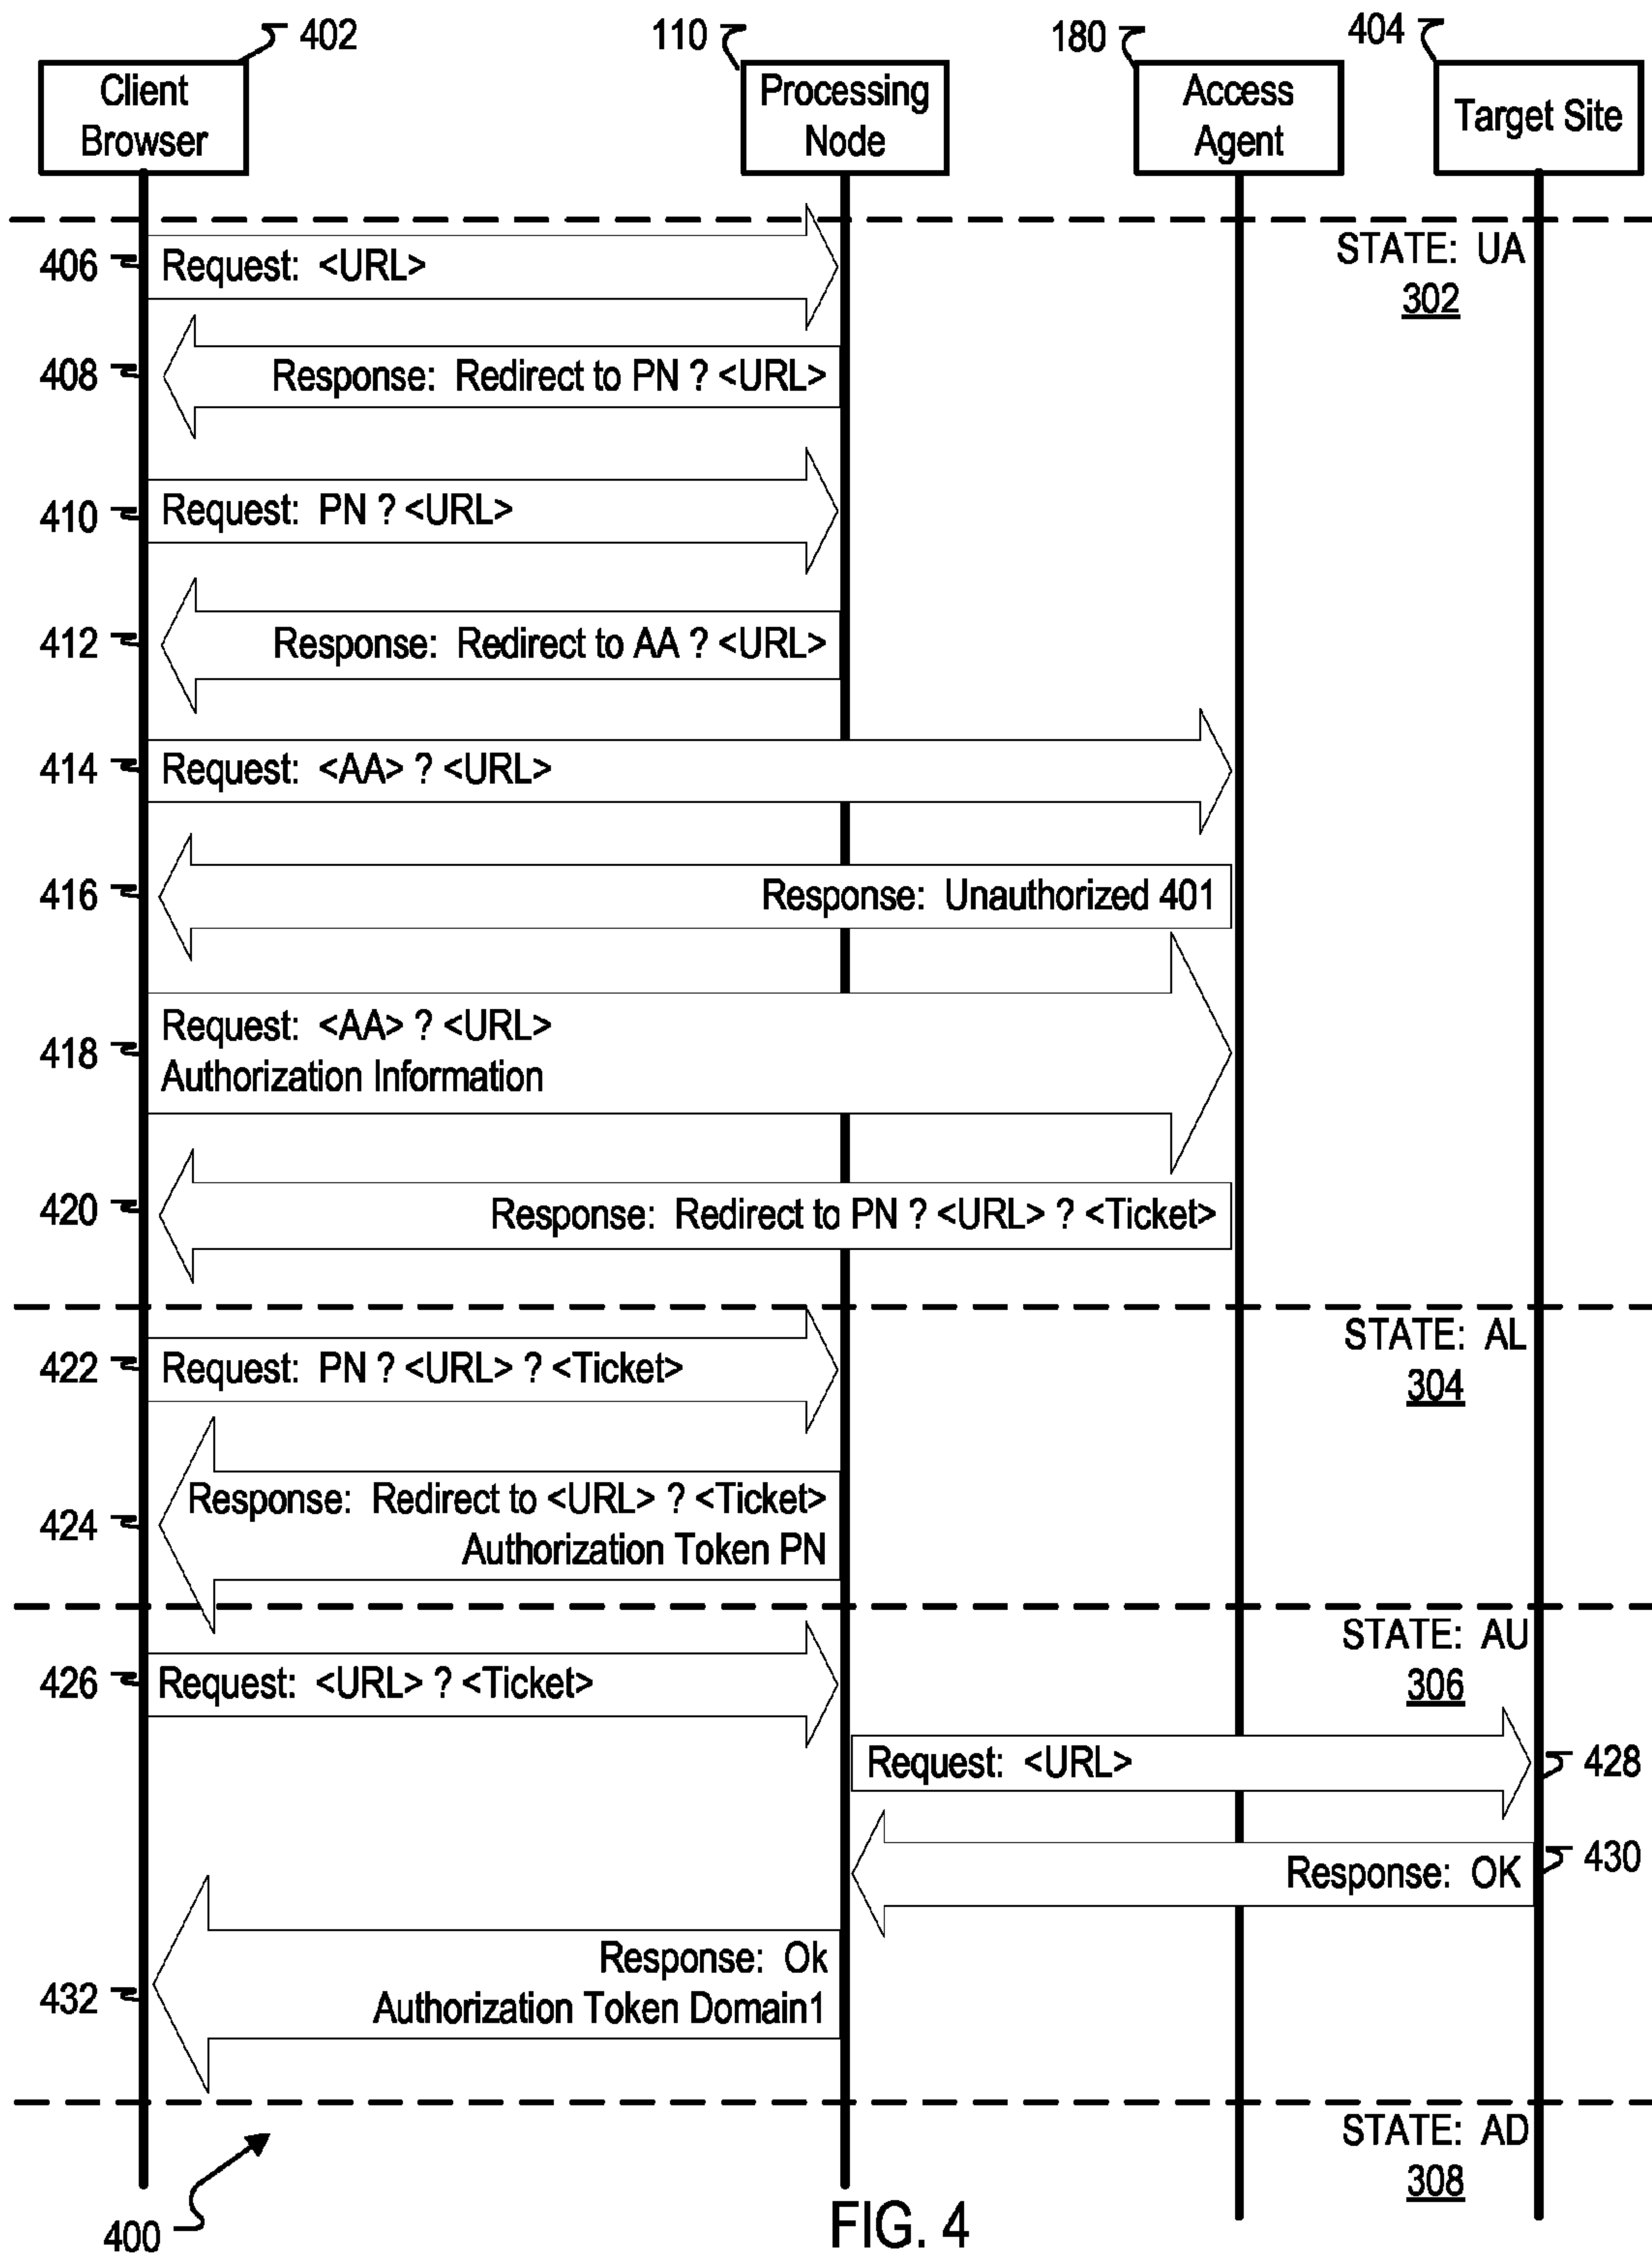 402
110
180
404
Client
Browser
Processing
Node
Access
Agent
Target Site
STATE: UA
302
406
Request: <URL>
408
Response: Redirect to PN ? <URL>
410
Request: PN ? <URL>
412
Response: Redirect to AA ? <URL>
414
Request: <AA> ? <URL>
416
Response: Unauthorized 401
418
Request: <AA> ? <URL>
Authorization Information
420
Response: Redirect to PN ? <URL> ? <Ticket>
STATE: AL
304
422
Request: PN ? <URL> ? <Ticket>
424
Response: Redirect to <URL> ? <Ticket>
Authorization Token PN
STATE: AU
306
426
Request: <URL> ? <Ticket>
Request: <URL>
428
Response: OK
430
432
Response: Ok
Authorization Token Domain1
STATE: AD
308
400
FIG. 4